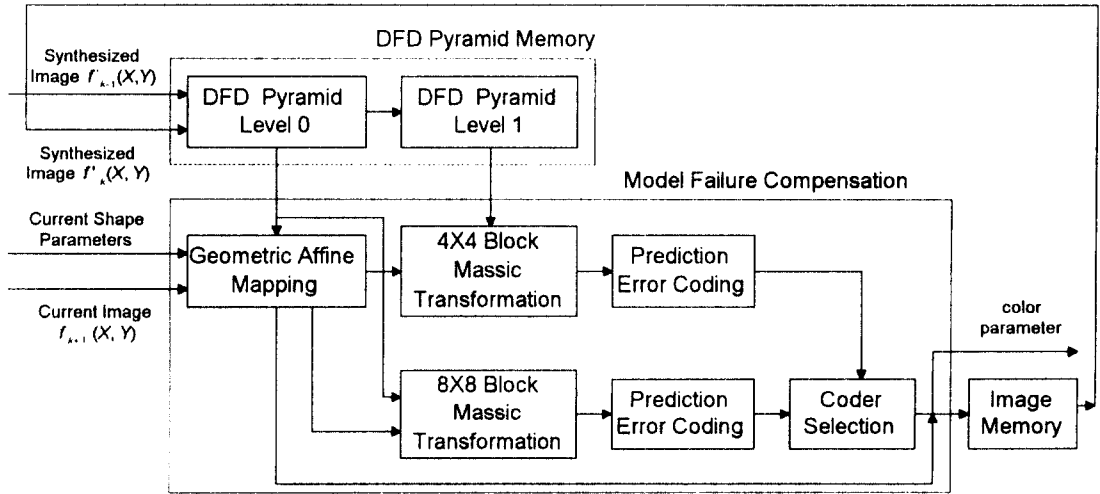 DFD Pyramid Memory
Synthesized
Image f'k-1(X,Y)
DFD Pyramid
Level 0
DFD Pyramid
Level 1
Synthesized
Image f'k(X, Y)
Model Failure Compensation
Current Shape
Parameters
Geometric Affine
Mapping
4X4 Block
Massic
Transformation
Prediction
Error Coding
Current Image
fk+1 (X, Y)
color
parameter
8X8 Block
Massic
Transformation
Prediction
Error Coding
Coder
Selection
Image
Memory